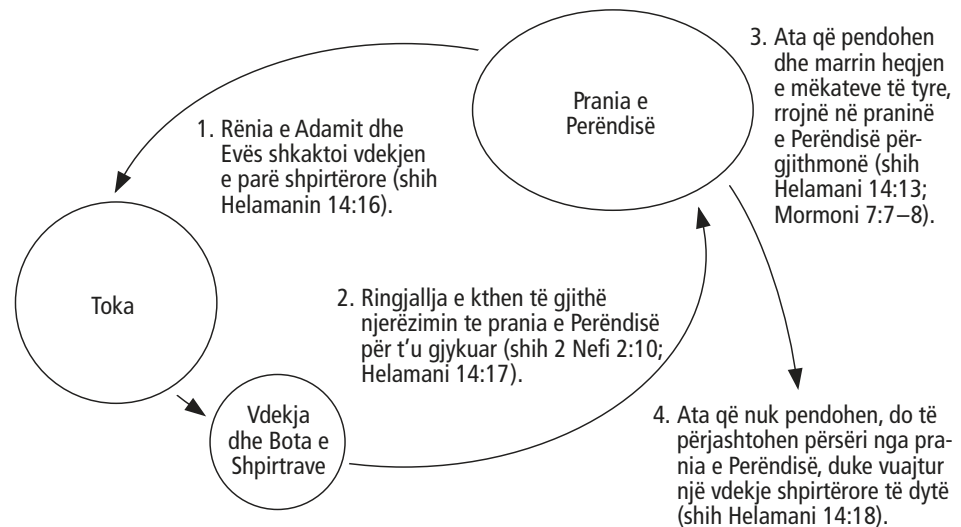 Prania e
Perëndisë
1. Rënia e Adamit dhe
Evës shkaktoi vdekjen
e parë shpirtërore (shih
Helamanin 14:16).
Toka
Vdekja
dhe Bota e
Shpirtrave
2. Ringjallja e kthen të gjithë
njerëzimin te prania e Perëndisë
për t'u gjykuar (shih 2 Nefi 2:10;
Helamani 14:17).
3. Ata që pendohen
dhe marrin heqjen
e mëkateve të tyre,
rrojnë në praninë
e Perëndisë për-
gjithmonë (shih
Helamani 14:13;
Mormoni 7:7–8).
4. Ata që nuk pendohen, do të
përjashtohen përsëri nga pra-
nia e Perëndisë, duke vuajtur
një vdekje shpirtërore të dytë
(shih Helamani 14:18).